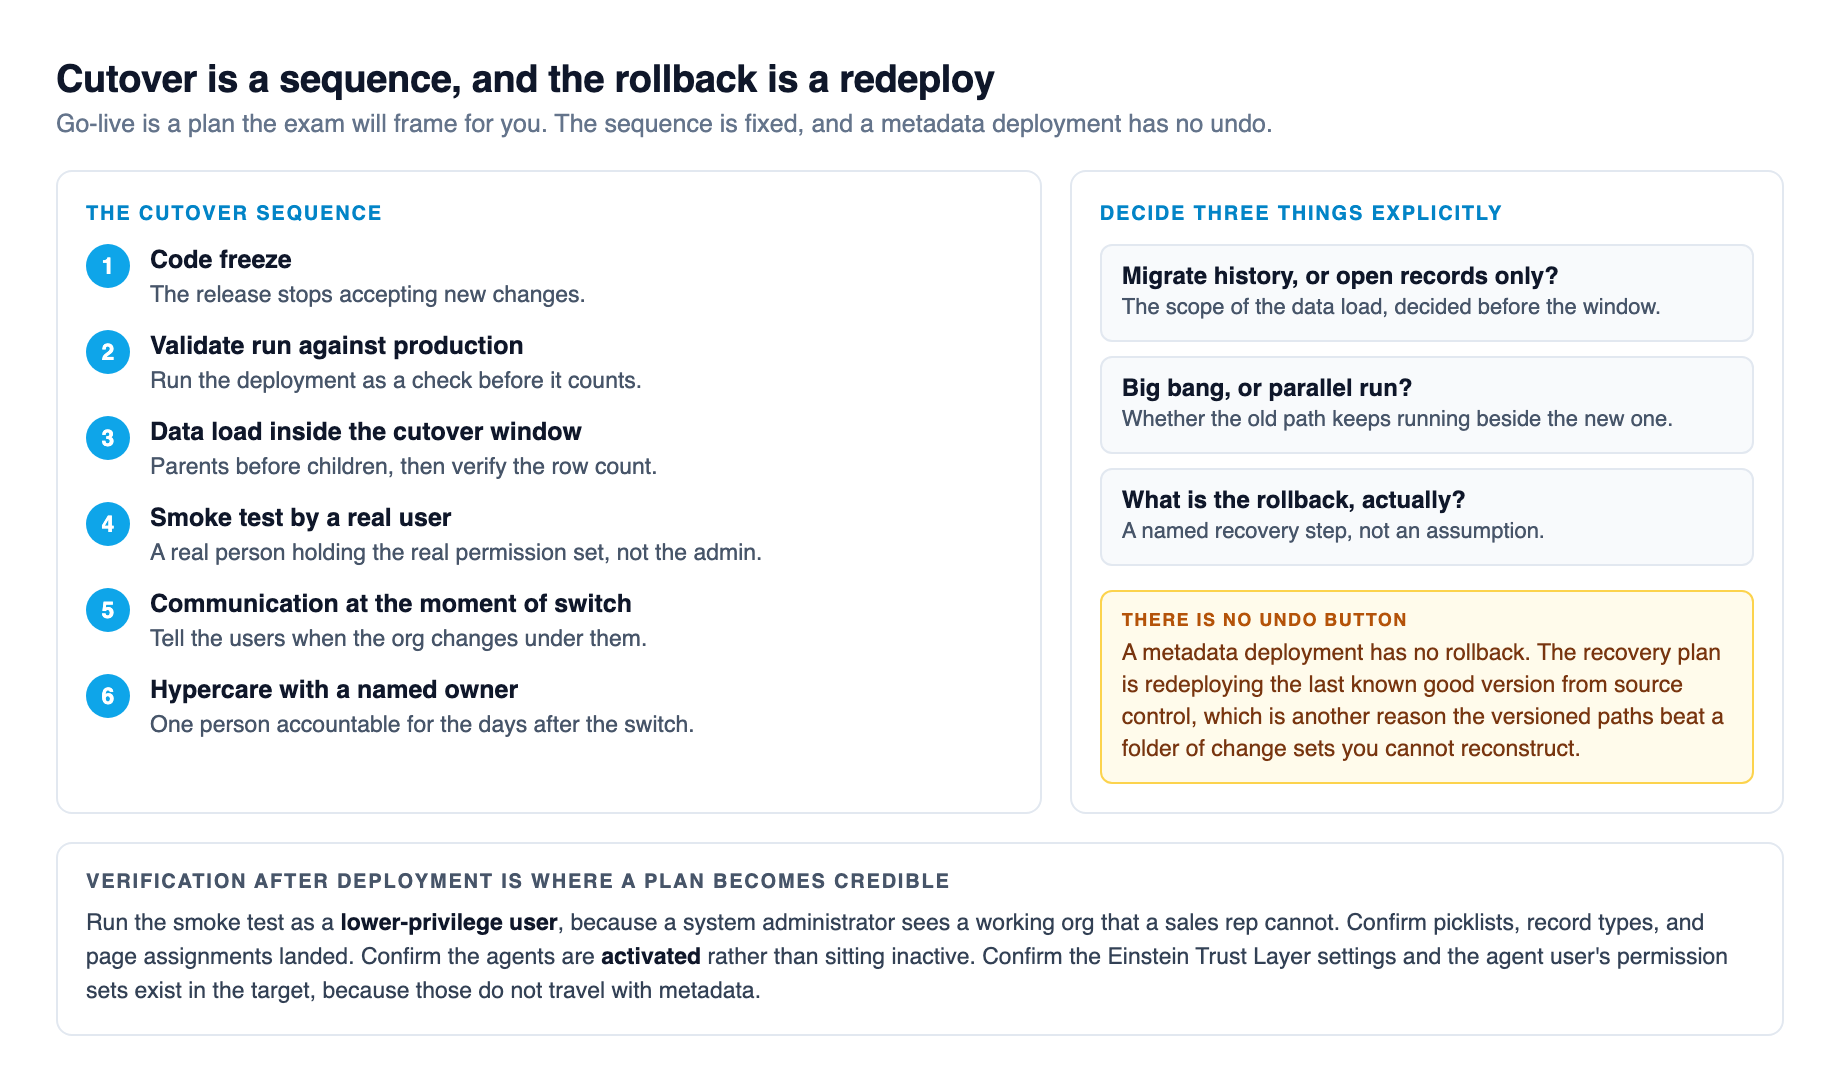 Cutover is a sequence, and the rollback is a redeploy
Go-live is a plan the exam will frame for you. The sequence is fixed, and a metadata deployment has no undo.
THE CUTOVER SEQUENCE
1
Code freeze
The release stops accepting new changes.
2
Validate run against production
Run the deployment as a check before it counts.
3
Data load inside the cutover window
Parents before children, then verify the row count.
4
Smoke test by a real user
A real person holding the real permission set, not the admin.
5
Communication at the moment of switch
Tell the users when the org changes under them.
6
Hypercare with a named owner
One person accountable for the days after the switch.
DECIDE THREE THINGS EXPLICITLY
Migrate history, or open records only?
The scope of the data load, decided before the window.
Big bang, or parallel run?
Whether the old path keeps running beside the new one.
What is the rollback, actually?
A named recovery step, not an assumption.
THERE IS NO UNDO BUTTON
A metadata deployment has no rollback. The recovery plan
is redeploying the last known good version from source
control, which is another reason the versioned paths beat a
folder of change sets you cannot reconstruct.
VERIFICATION AFTER DEPLOYMENT IS WHERE A PLAN BECOMES CREDIBLE
Run the smoke test as a lower-privilege user, because a system administrator sees a working org that a sales rep cannot. Confirm picklists, record types, and
page assignments landed. Confirm the agents are activated rather than sitting inactive. Confirm the Einstein Trust Layer settings and the agent user's permission
sets exist in the target, because those do not travel with metadata.